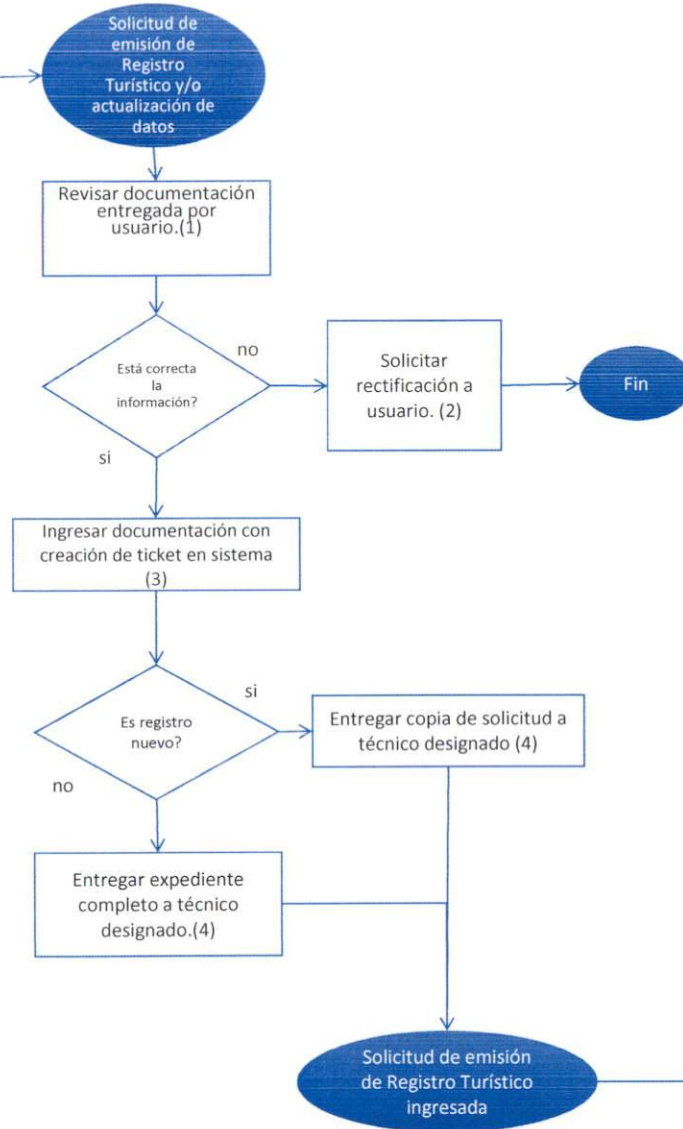 Solicitud de
emisión de
Registro
Turístico y/o
actualización de
datos
Revisar documentación
entregada por
usuario.(1)
Está correcta
la
información?
no
Solicitar
rectificación a
usuario. (2)
Fin
si
Ingresar documentación con
creación de ticket en sistema
(3)
Es registro
nuevo?
si
Entregar copia de solicitud a
técnico designado (4)
no
Entregar expediente
completo a técnico
designado.(4)
Solicitud de emisión
de Registro Turístico
ingresada